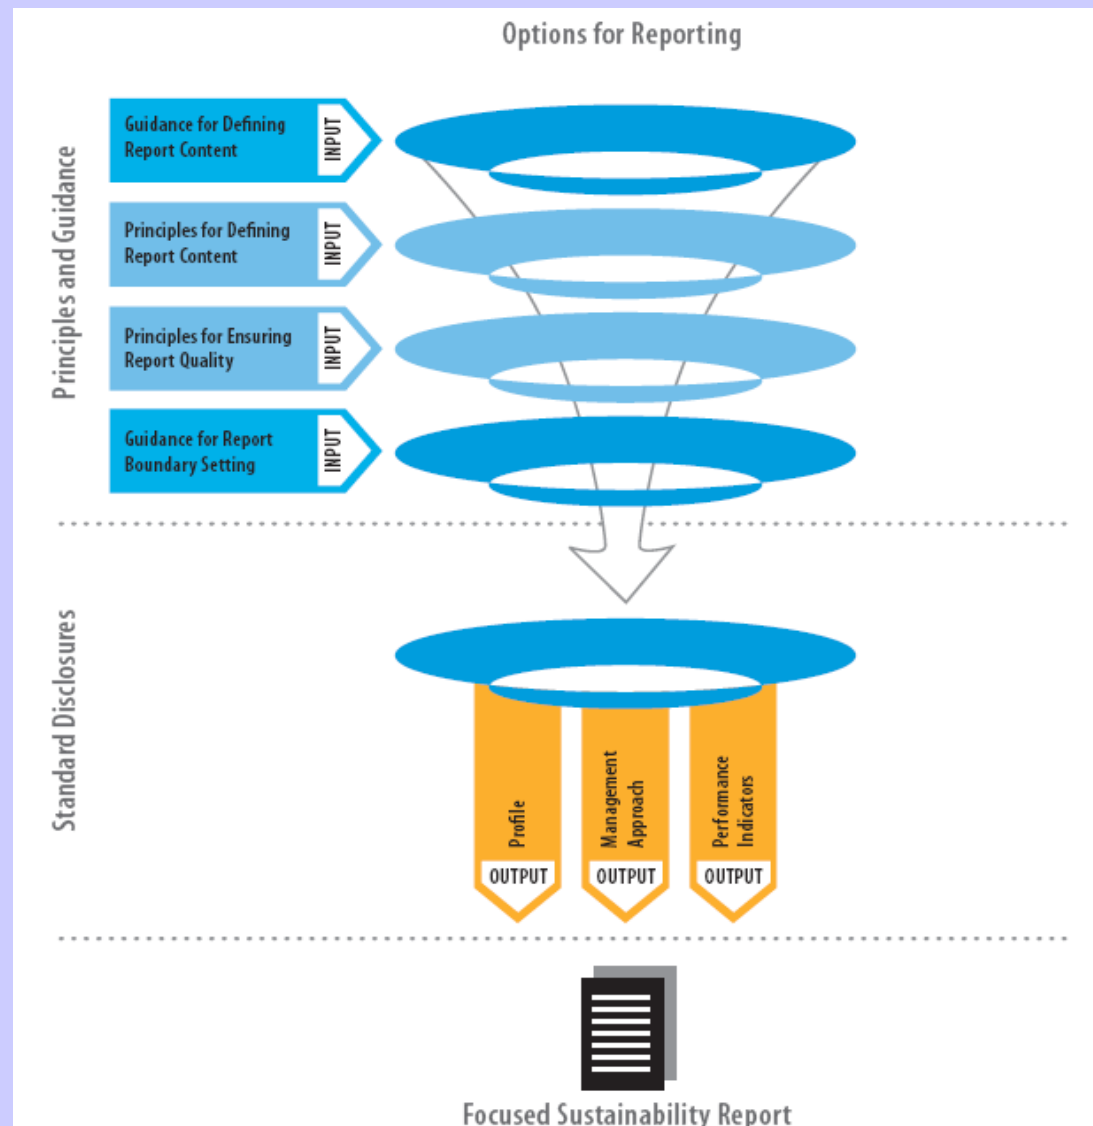 Options for Reporting
Principles and Guidance
Guidance for Defining
Report Content
INPUT
Principles for Defining
Report Content
INPUT
Principles for Ensuring
Report Quality
INPUT
Guidance for Report
Boundary Setting
INPUT
Standard Disclosures
Profile
OUTPUT
Management
Approach
OUTPUT
Performance
Indicators
OUTPUT
Focused Sustainability Report